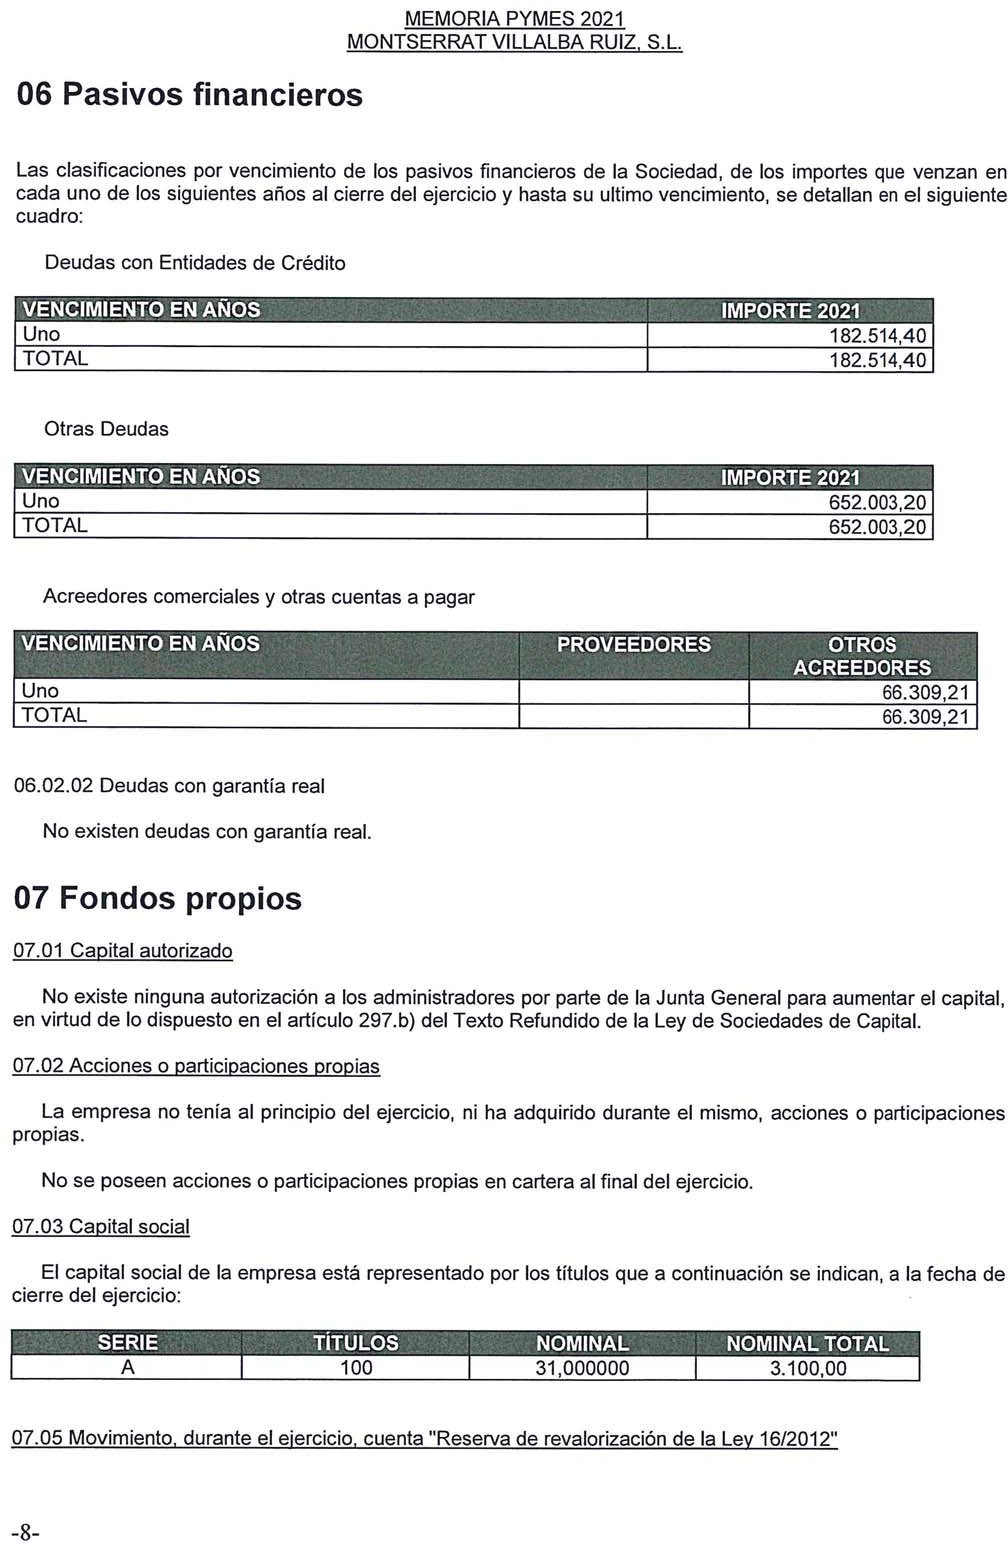 MEMORIA PYMES 2021
MONTSERRAT VILLALBA RUIZ, S.L.
06 Pasivos financieros
Las clasificaciones por vencimiento de los pasivos financieros de la Sociedad, de los importes que venzan en
cada uno de los siguientes años al cierre del ejercicio y hasta su ultimo vencimiento, se detallan en el siguiente
cuadro:
Deudas con Entidades de Crédito
VENCIMIENTO EN AÑOS IMPORTE 2021
Uno 182.514,40
TOTAL 182.514,40
Otras Deudas
VENCIMIENTO EN AÑOS IMPORTE 2021
Uno 652.003,20
TOTAL 652.003,20
Acreedores comerciales y otras cuentas a pagar
VENCIMIENTO EN AÑOS PROVEEDORES OTROS
ACREEDORES
Uno 66.309,21
TOTAL 66.309,21
06.02.02 Deudas con garantía real
No existen deudas con garantía real.
07 Fondos propios
07.01 Capital autorizado
No existe ninguna autorización a los administradores por parte de la Junta General para aumentar el capital,
en virtud de lo dispuesto en el artículo 297.b) del Texto Refundido de la Ley de Sociedades de Capital.
07.02 Acciones o participaciones propias
La empresa no tenía al principio del ejercicio, ni ha adquirido durante el mismo, acciones o participaciones
propias.
No se poseen acciones o participaciones propias en cartera al final del ejercicio.
07.03 Capital social
El capital social de la empresa está representado por los títulos que a continuación se indican, a la fecha de
cierre del ejercicio:
SERIE TÍTULOS NOMINAL NOMINAL TOTAL
A 100 31,000000 3.100,00
07.05 Movimiento, durante el ejercicio, cuenta "Reserva de revalorización de la Ley 16/2012"
-8-